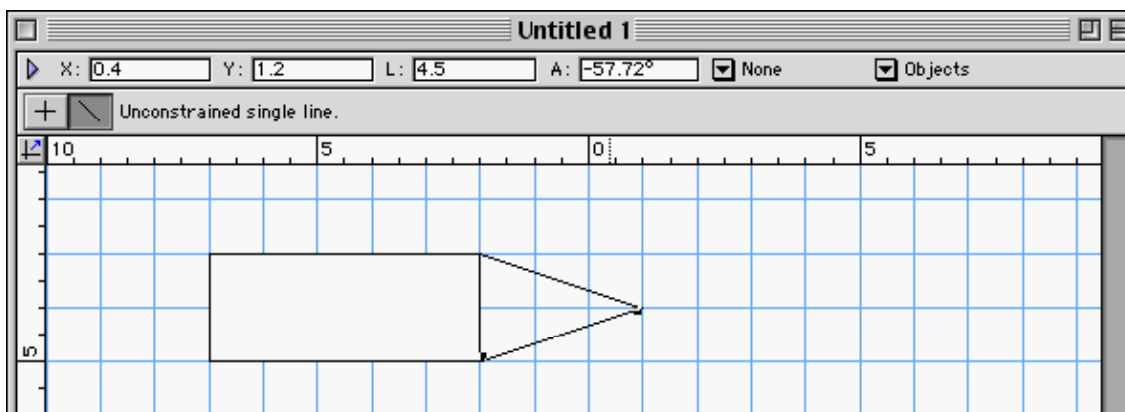 Untitled 1
X: 0.4 Y: 1.2 L: 4.5 A: -57.72° None Objects
Unconstrained single line.
10 5 0 5
5